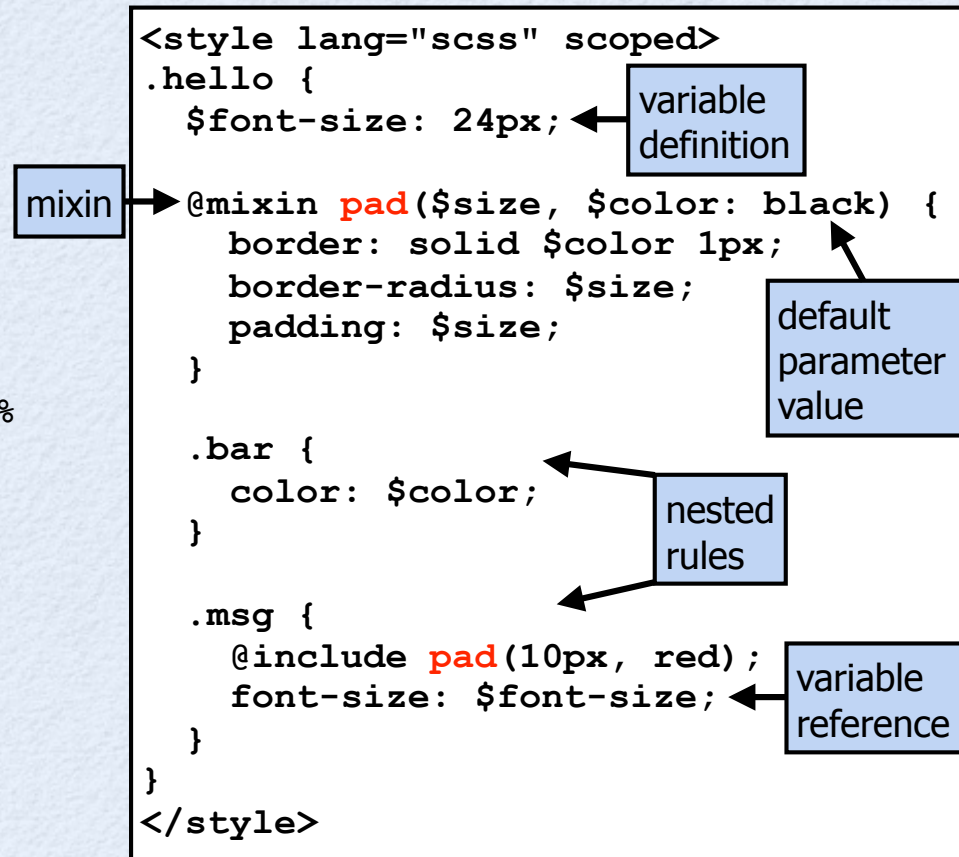 <style lang="scss" scoped>
.hello {
$font-size: 24px;
variable
definition
mixin
@mixin pad($size, $color: black) {
border: solid $color 1px;
border-radius: $size;
padding: $size;
}
default
parameter
value
%
.bar {
color: $color;
}
nested
rules
.msg {
@include pad(10px, red);
font-size: $font-size;
variable
reference
}
}
</style>